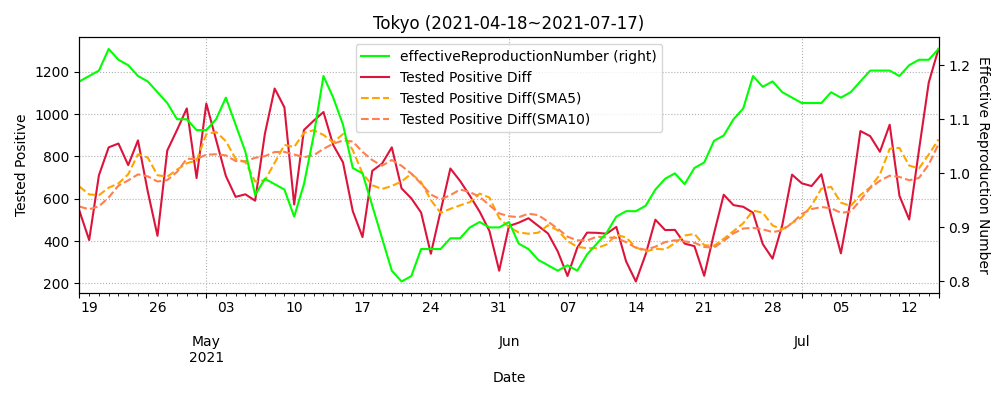 Tokyo (2021-04-18~2021-07-17)
effectiveReproductionNumber (right)
Tested Positive Diff
Tested Positive Diff(SMA5)
Tested Positive Diff(SMA10)
Tested Positive
1200
1000
800
600
400
200
1.2
1.1
1.0
0.9
0.8
Effective Reproduction Number
19 26 03 10 17 24 31 07 14 21 28 05 12
May Jun Jul
2021
Date